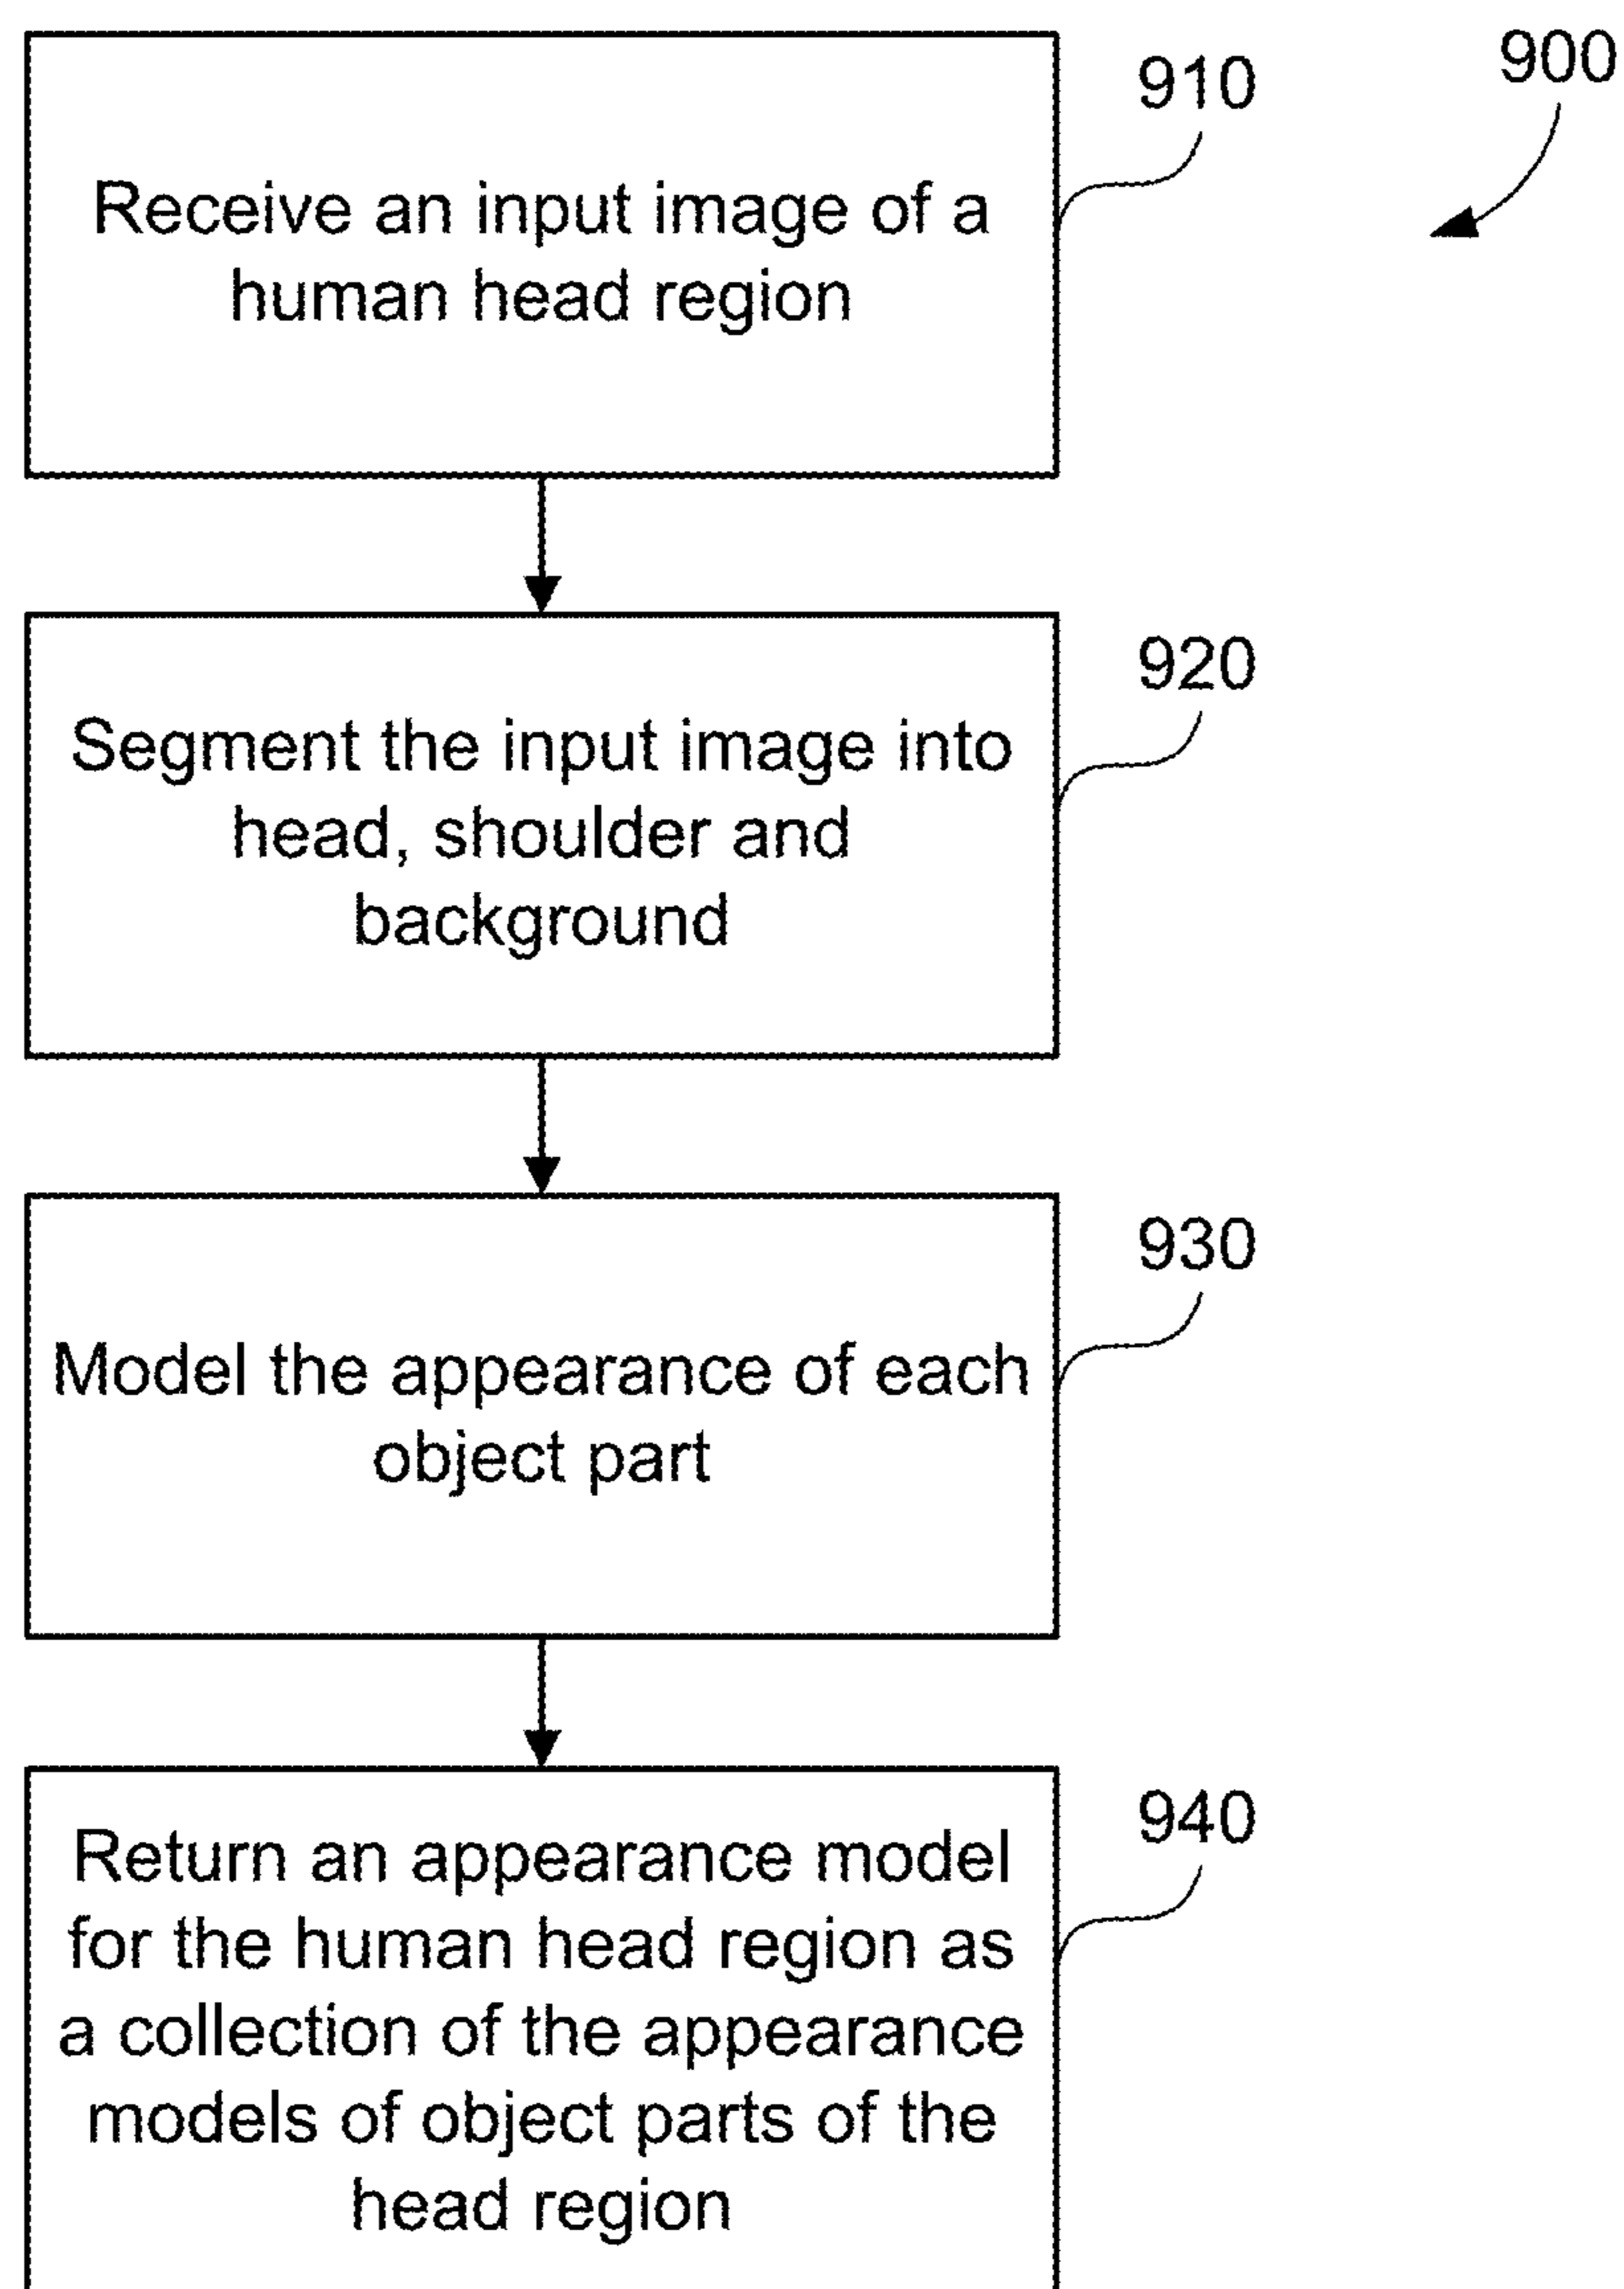 900
910
Receive an input image of a
human head region
920
Segment the input image into
head, shoulder and
background
930
Model the appearance of each
object part
940
Return an appearance model
for the human head region as
a collection of the appearance
models of object parts of the
head region